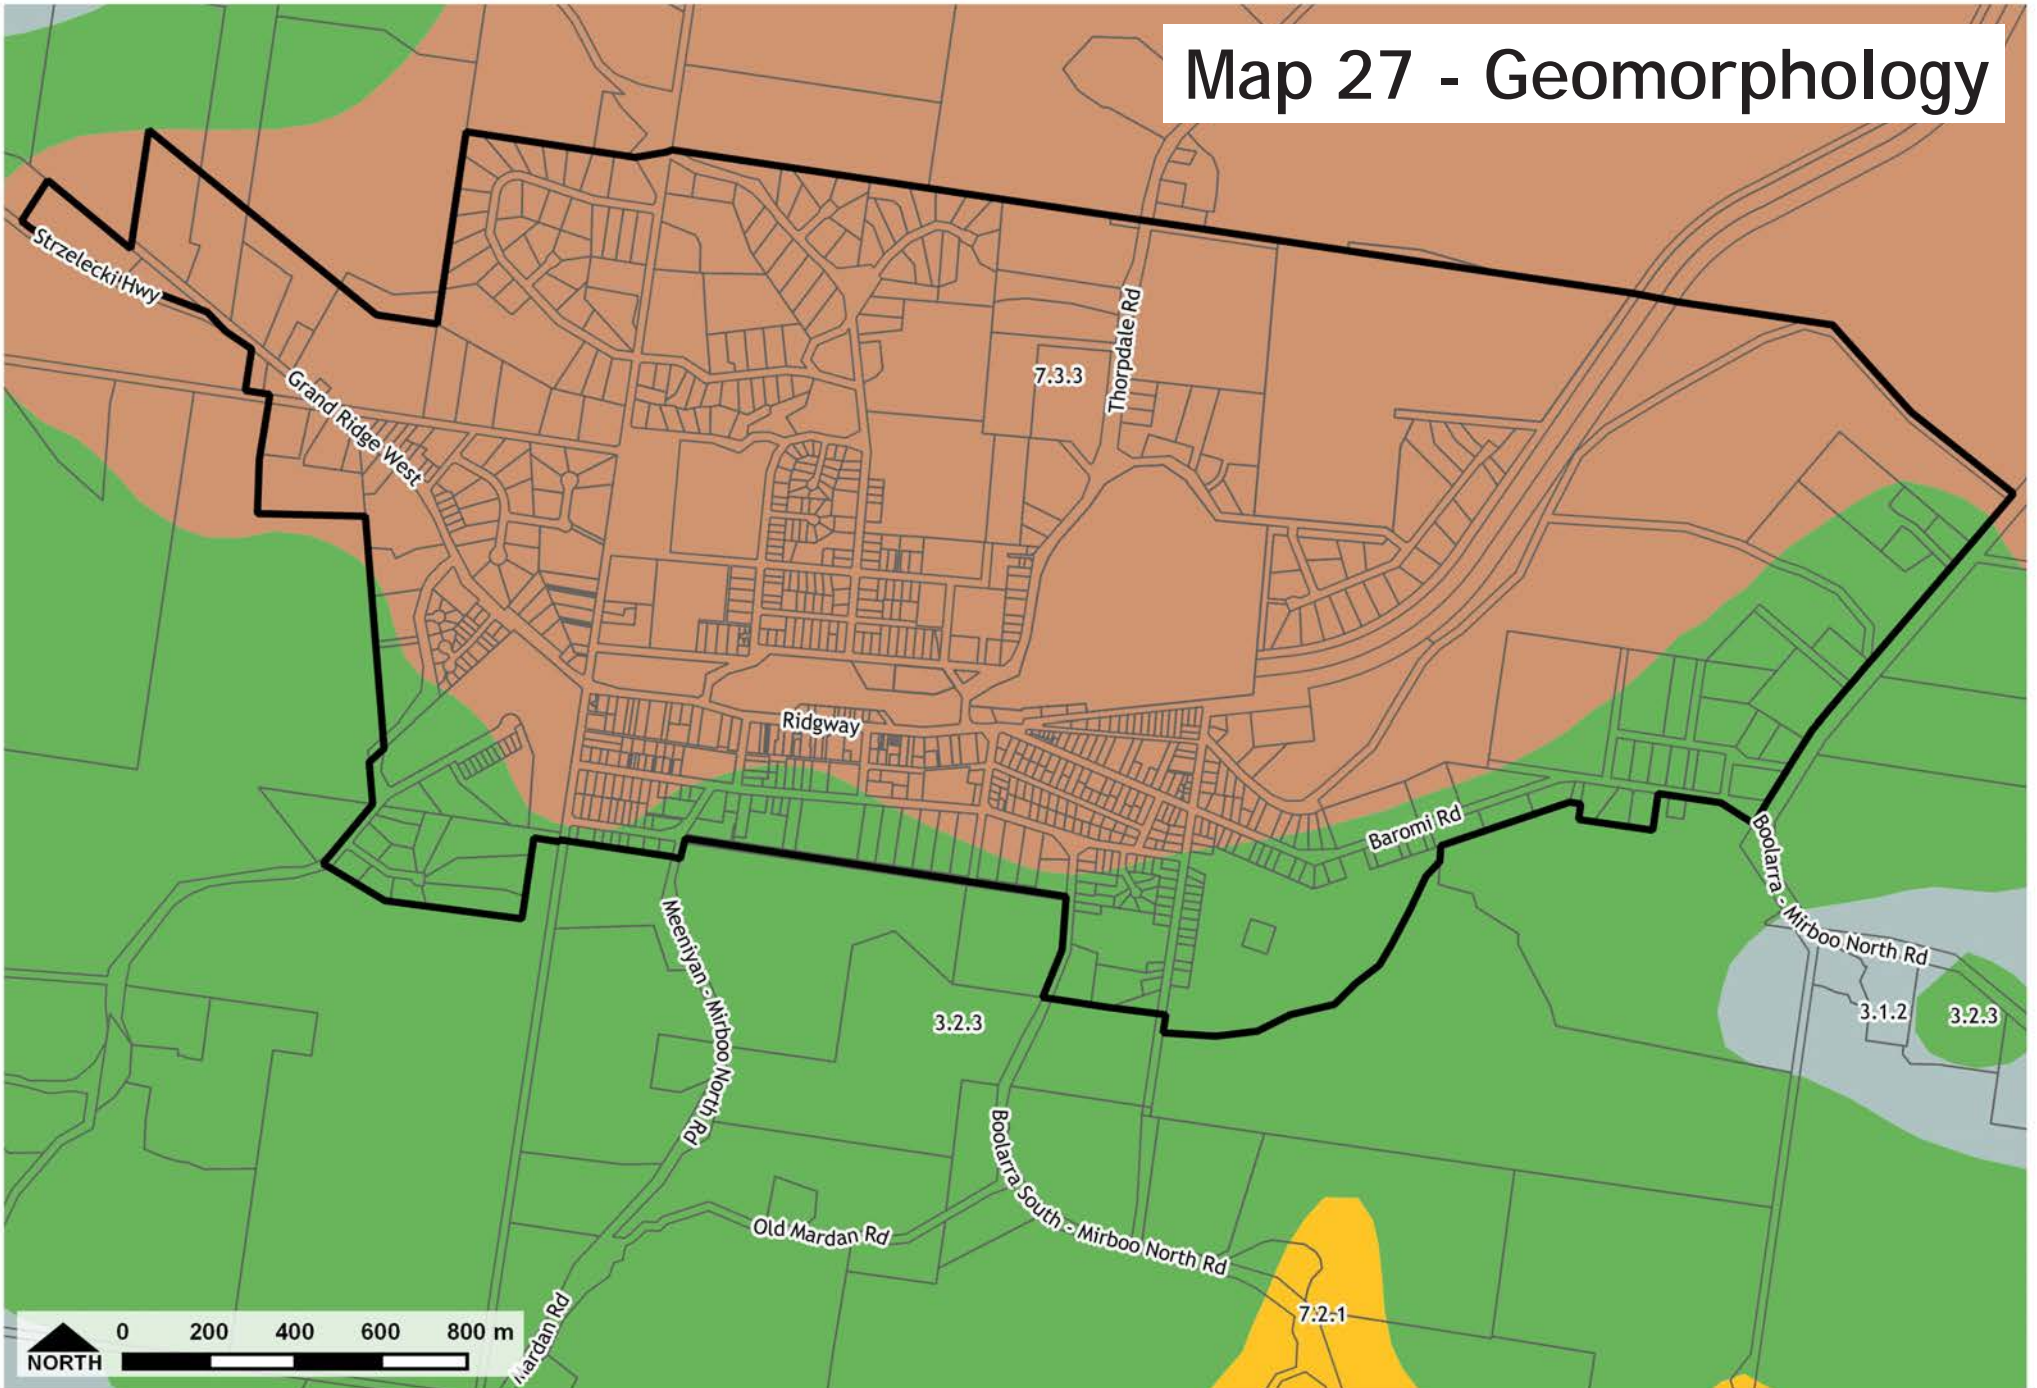 Map 27 - Geomorphology
Strzelecki Hwy
Thorpdale Rd
7.3.3
Grand Ridge West
Ridgway
Baromi Rd
Boolarra - Mirboo North Rd
Meeniyan - Mirboo North Rd
3.2.3
3.1.2
3.2.3
Boolarra South - Mirboo North Rd
Old Mardan Rd
7.2.1
Mardan Rd
0 200 400 600 800 m
NORTH